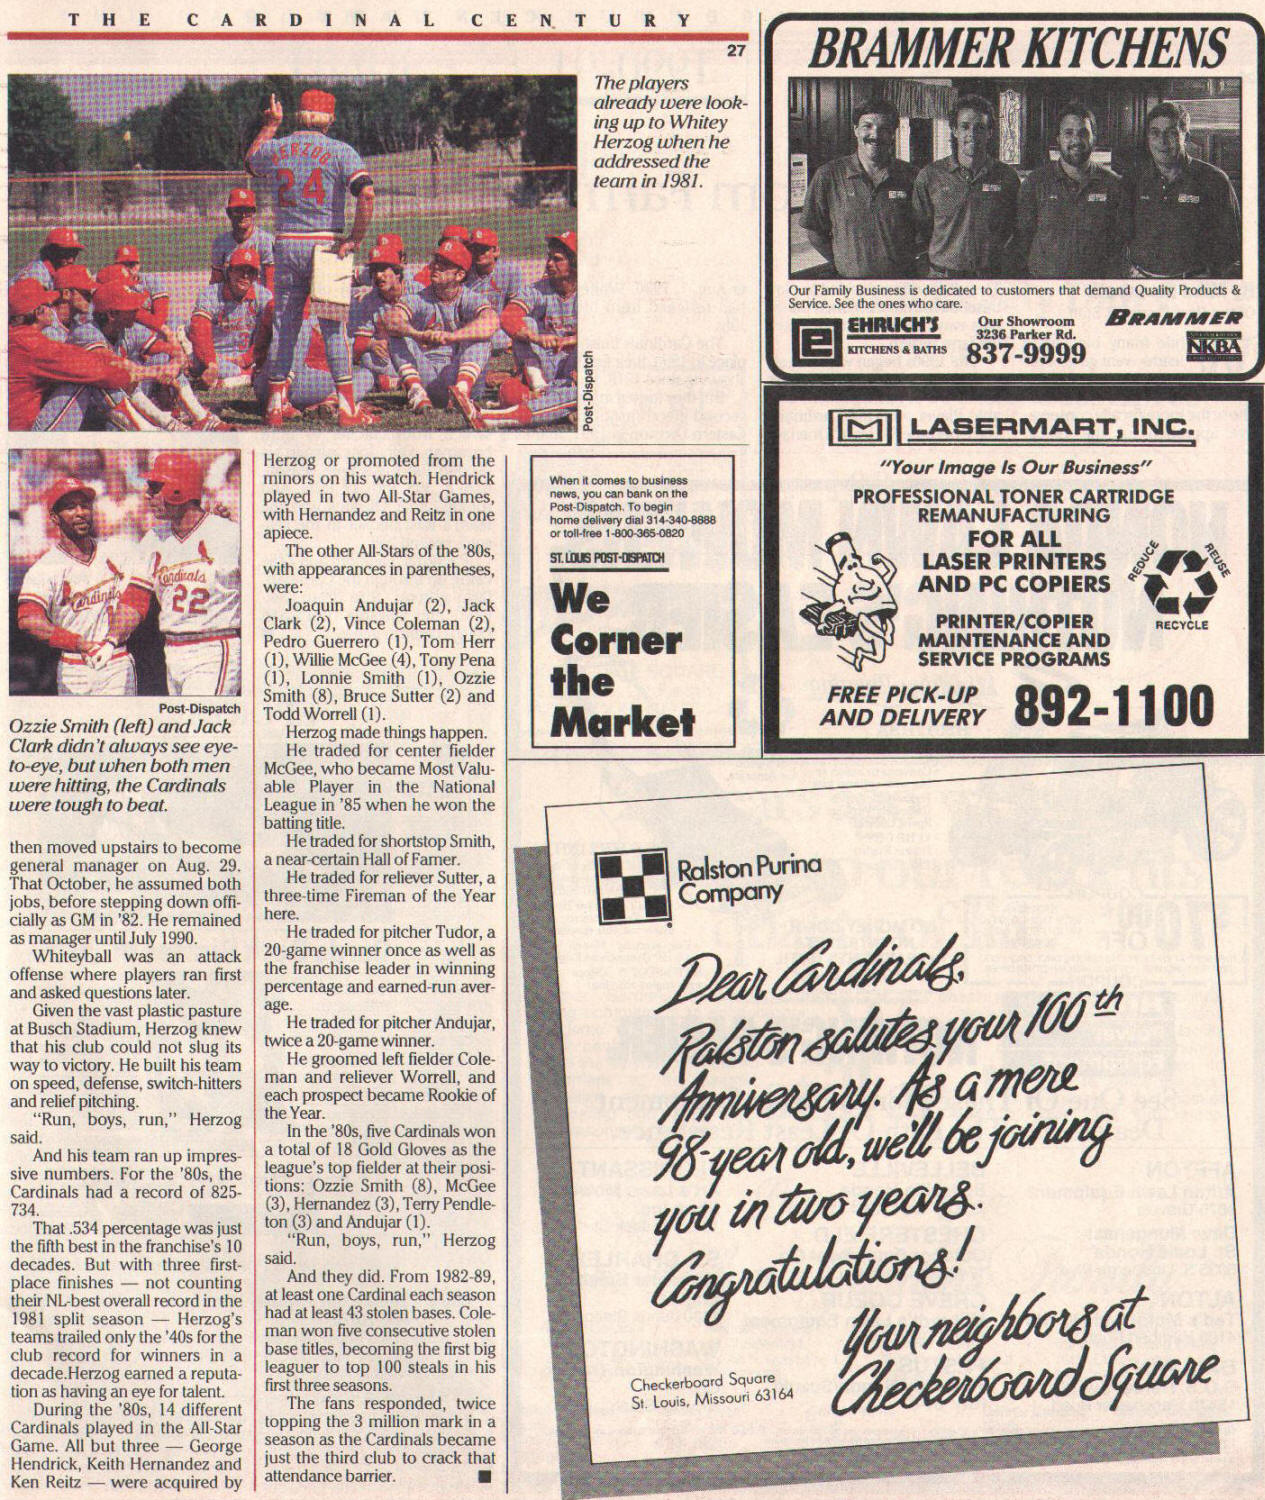 THE CARDINAL CENTURY
27
The players
already were look-
ing up to Whitey
Herzog when he
addressed the
team in 1981.
HERZOG
24
Post-Dispatch
Cardinals
Cardinals
22
Post-Dispatch
Ozzie Smith (left) and Jack
Clark didn't always see eye-
to-eye, but when both men
were hitting, the Cardinals
were tough to beat.
then moved upstairs to become
general manager on Aug. 29.
That October, he assumed both
jobs, before stepping down offi-
cially as GM in '82. He remained
as manager until July 1990.
Whiteyball was an attack
offense where players ran first
and asked questions later.
Given the vast plastic pasture
at Busch Stadium, Herzog knew
that his club could not slug its
way to victory. He built his team
on speed, defense, switch-hitters
and relief pitching.
"Run, boys, run," Herzog
said.
And his team ran up impres-
sive numbers. For the '80s, the
Cardinals had a record of 825-
734.
That .534 percentage was just
the fifth best in the franchise's 10
decades. But with three first-
place finishes — not counting
their NL-best overall record in the
1981 split season — Herzog's
teams trailed only the '40s for the
club record for winners in a
decade.Herzog earned a reputa-
tion as having an eye for talent.
During the '80s, 14 different
Cardinals played in the All-Star
Game. All but three — George
Hendrick, Keith Hernandez and
Ken Reitz — were acquired by
Herzog or promoted from the
minors on his watch. Hendrick
played in two All-Star Games,
with Hernandez and Reitz in one
apiece.
The other All-Stars of the '80s,
with appearances in parentheses,
were:
Joaquin Andujar (2), Jack
Clark (2), Vince Coleman (2),
Pedro Guerrero (1), Tom Herr
(1), Willie McGee (4), Tony Pena
(1), Lonnie Smith (1), Ozzie
Smith (8), Bruce Sutter (2) and
Todd Worrell (1).
Herzog made things happen.
He traded for center fielder
McGee, who became Most Valu-
able Player in the National
League in '85 when he won the
batting title.
He traded for shortstop Smith,
a near-certain Hall of Famer.
He traded for reliever Sutter, a
three-time Fireman of the Year
here.
He traded for pitcher Tudor, a
20-game winner once as well as
the franchise leader in winning
percentage and earned-run aver-
age.
He traded for pitcher Andujar,
twice a 20-game winner.
He groomed left fielder Cole-
man and reliever Worrell, and
each prospect became Rookie of
the Year.
In the '80s, five Cardinals won
a total of 18 Gold Gloves as the
league's top fielder at their posi-
tions: Ozzie Smith (8), McGee
(3), Hernandez (3), Terry Pendle-
ton (3) and Andujar (1).
"Run, boys, run," Herzog
said.
And they did. From 1982-89,
at least one Cardinal each season
had at least 43 stolen bases. Cole-
man won five consecutive stolen
base titles, becoming the first big
leaguer to top 100 steals in his
first three seasons.
The fans responded, twice
topping the 3 million mark in a
season as the Cardinals became
just the third club to crack that
attendance barrier.
When it comes to business
news, you can bank on the
Post-Dispatch. To begin
home delivery dial 314-340-8888
or toll-free 1-800-365-0820
ST. LOUIS POST-DISPATCH
We
Corner
the
Market
BRAMMER KITCHENS
Our Family Business is dedicated to customers that demand Quality Products &
Service. See the ones who care.
e
EHRLICH'S
KITCHENS & BATHS
Our Showroom
3236 Parker Rd.
837-9999
BRAMMER
NKBA
M LASERMART, INC.
"Your Image Is Our Business"
PROFESSIONAL TONER CARTRIDGE
REMANUFACTURING
FOR ALL
LASER PRINTERS
AND PC COPIERS
PRINTER/COPIER
MAINTENANCE AND
SERVICE PROGRAMS
REDUCE
REUSE
RECYCLE
FREE PICK-UP
AND DELIVERY
892-1100
Ralston Purina
Company
Dear Cardinals,
Ralston salutes your 100th
Anniversary. As a mere
98-year old, we'll be joining
you in two years.
Congratulations!
Your neighbors at
Checkerboard Square
Checkerboard Square
St. Louis, Missouri 63164